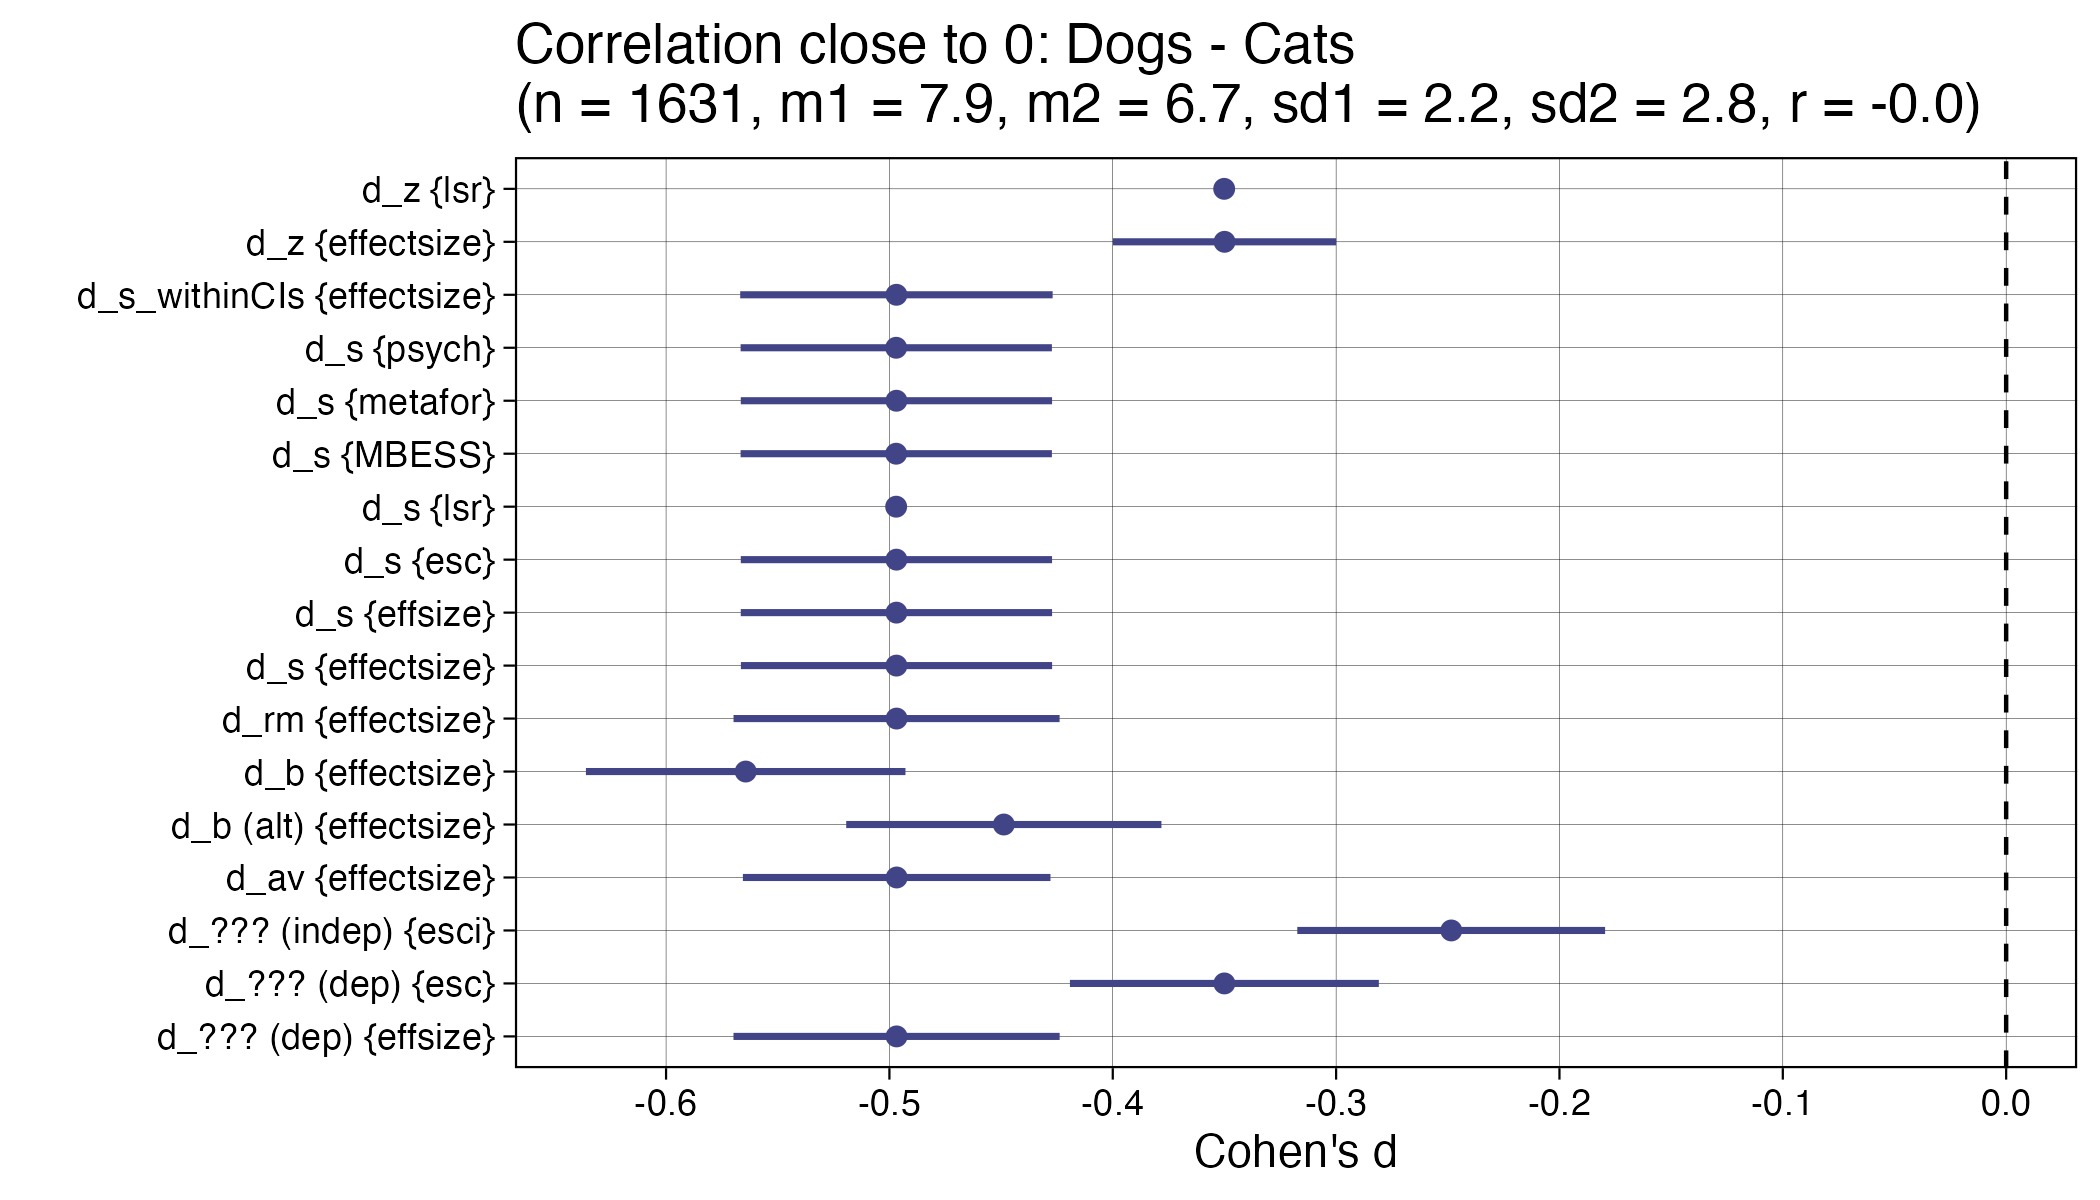 Correlation close to 0: Dogs - Cats
(n = 1631, m1 = 7.9, m2 = 6.7, sd1 = 2.2, sd2 = 2.8, r = -0.0)
d_z {lsr}
d_z {effectsize}
d_s_withinCIs {effectsize}
d_s {psych}
d_s {metafor}
d_s {MBESS}
d_s {lsr}
d_s {esc}
d_s {effsize}
d_s {effectsize}
d_rm {effectsize}
d_b {effectsize}
d_b (alt) {effectsize}
d_av {effectsize}
d_??? (indep) {esci}
d_??? (dep) {esc}
d_??? (dep) {effsize}
-0.6 -0.5 -0.4 -0.3 -0.2 -0.1 0.0
Cohen's d